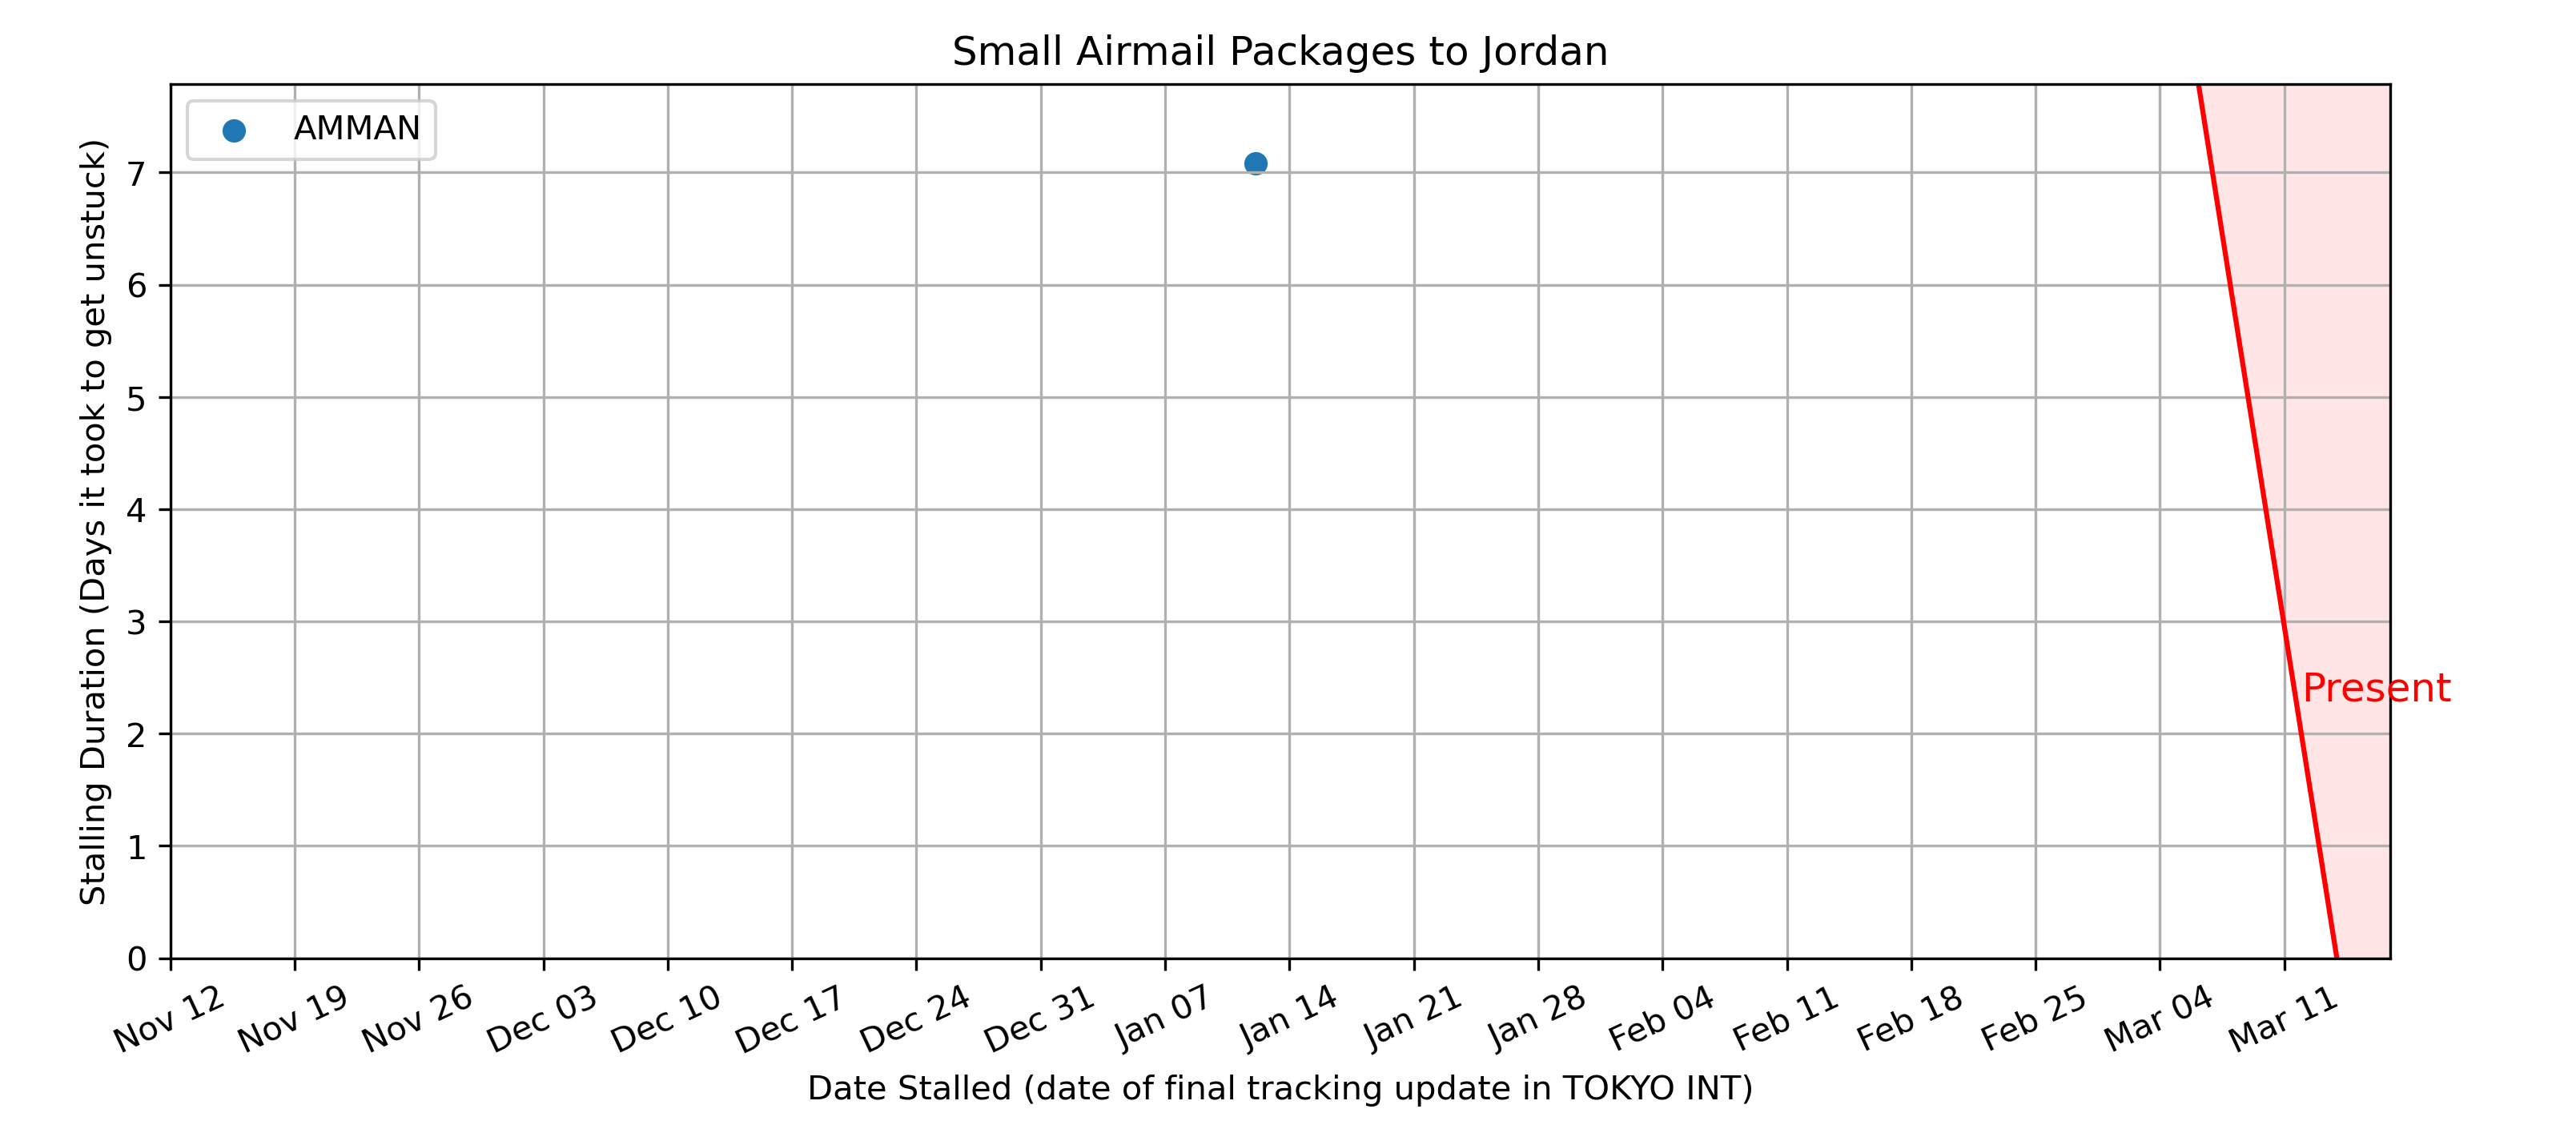 Small Airmail Packages to Jordan
AMMAN
Stalling Duration (Days it took to get unstuck)
7
6
5
4
3
2
1
0
Present
Nov 12
Nov 19
Nov 26
Dec 03
Dec 10
Dec 17
Dec 24
Dec 31
Jan 07
Jan 14
Jan 21
Jan 28
Feb 04
Feb 11
Feb 18
Feb 25
Mar 04
Mar 11
Date Stalled (date of final tracking update in TOKYO INT)